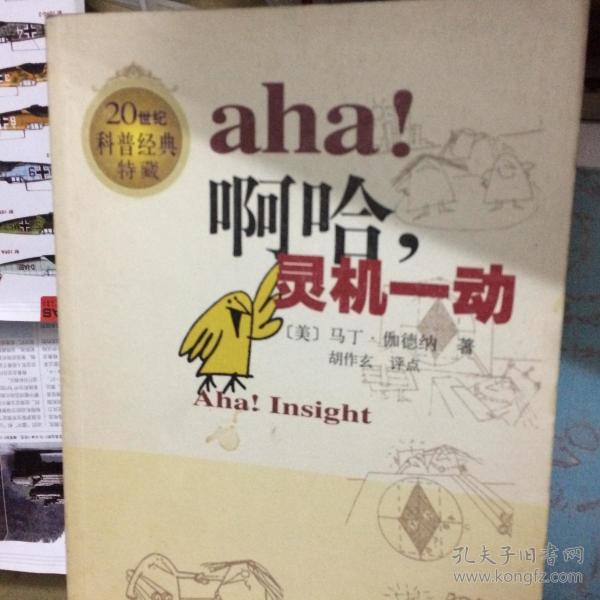 20世纪
科普经典
特藏
aha!
啊哈,
灵机一动
〔美〕马丁·伽德纳 著
胡作玄 评点
Aha! Insight
孔夫子旧书网
www.kongfz.com